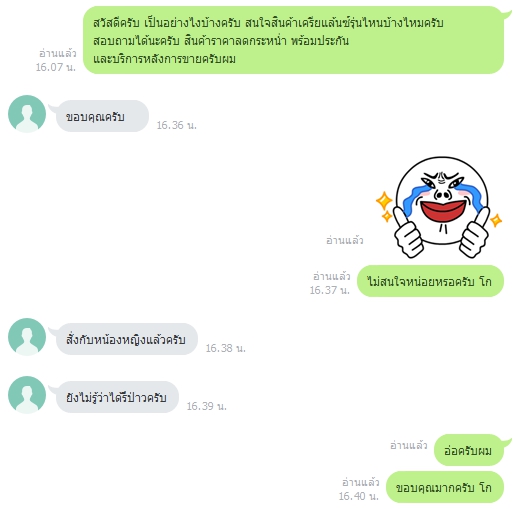 สวัสดีครับ เป็นอย่างไงบ้างครับ สนใจสินค้าเครียแล้นซ์รุ่นไหนบ้างไหมครับ
สอบถามได้นะครับ สินค้าราคาลดกระหน่ำ พร้อมประกัน
และบริการหลังการขายครับผม
อ่านแล้ว
16.07 น.
ขอบคุณครับ
16.36 น.
อ่านแล้ว
ไม่สนใจหน่อยหรอครับ โก
อ่านแล้ว
16.37 น.
สั่งกับหน้องหญิงแล้วครับ
16.38 น.
ยังไม่รู้ว่าได้รึป่าวครับ
16.39 น.
อ่านแล้ว
อ๋อครับผม
อ่านแล้ว
16.40 น.
ขอบคุณมากครับ โก